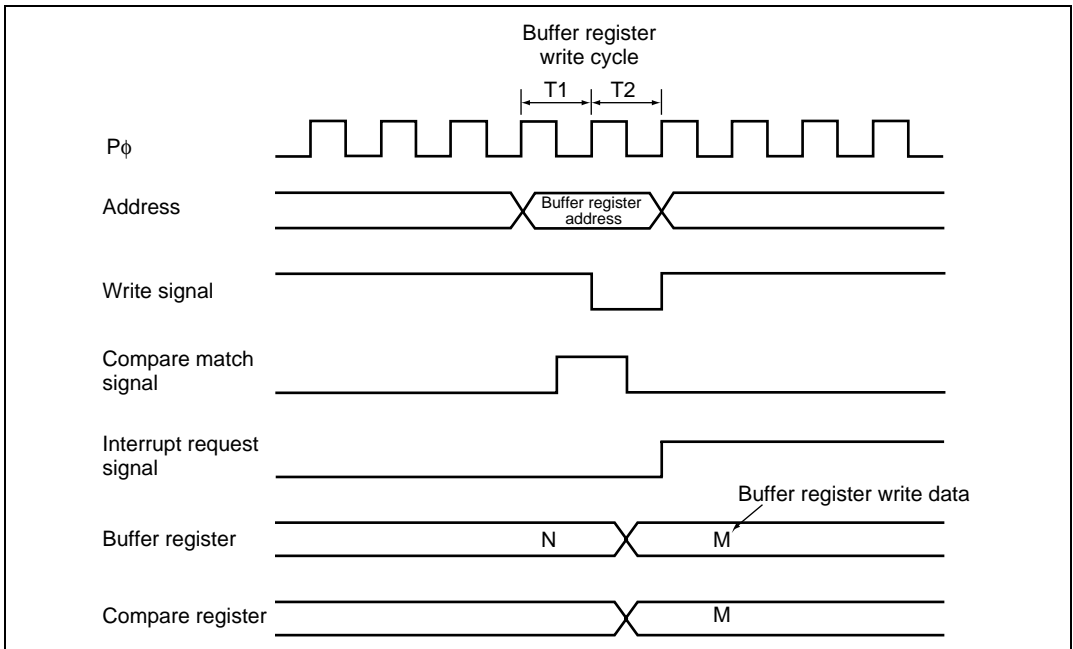 Buffer register
write cycle
T1 T2
Pϕ
Address
Buffer register
address
Write signal
Compare match
signal
Interrupt request
signal
Buffer register write data
Buffer register N M
Compare register M